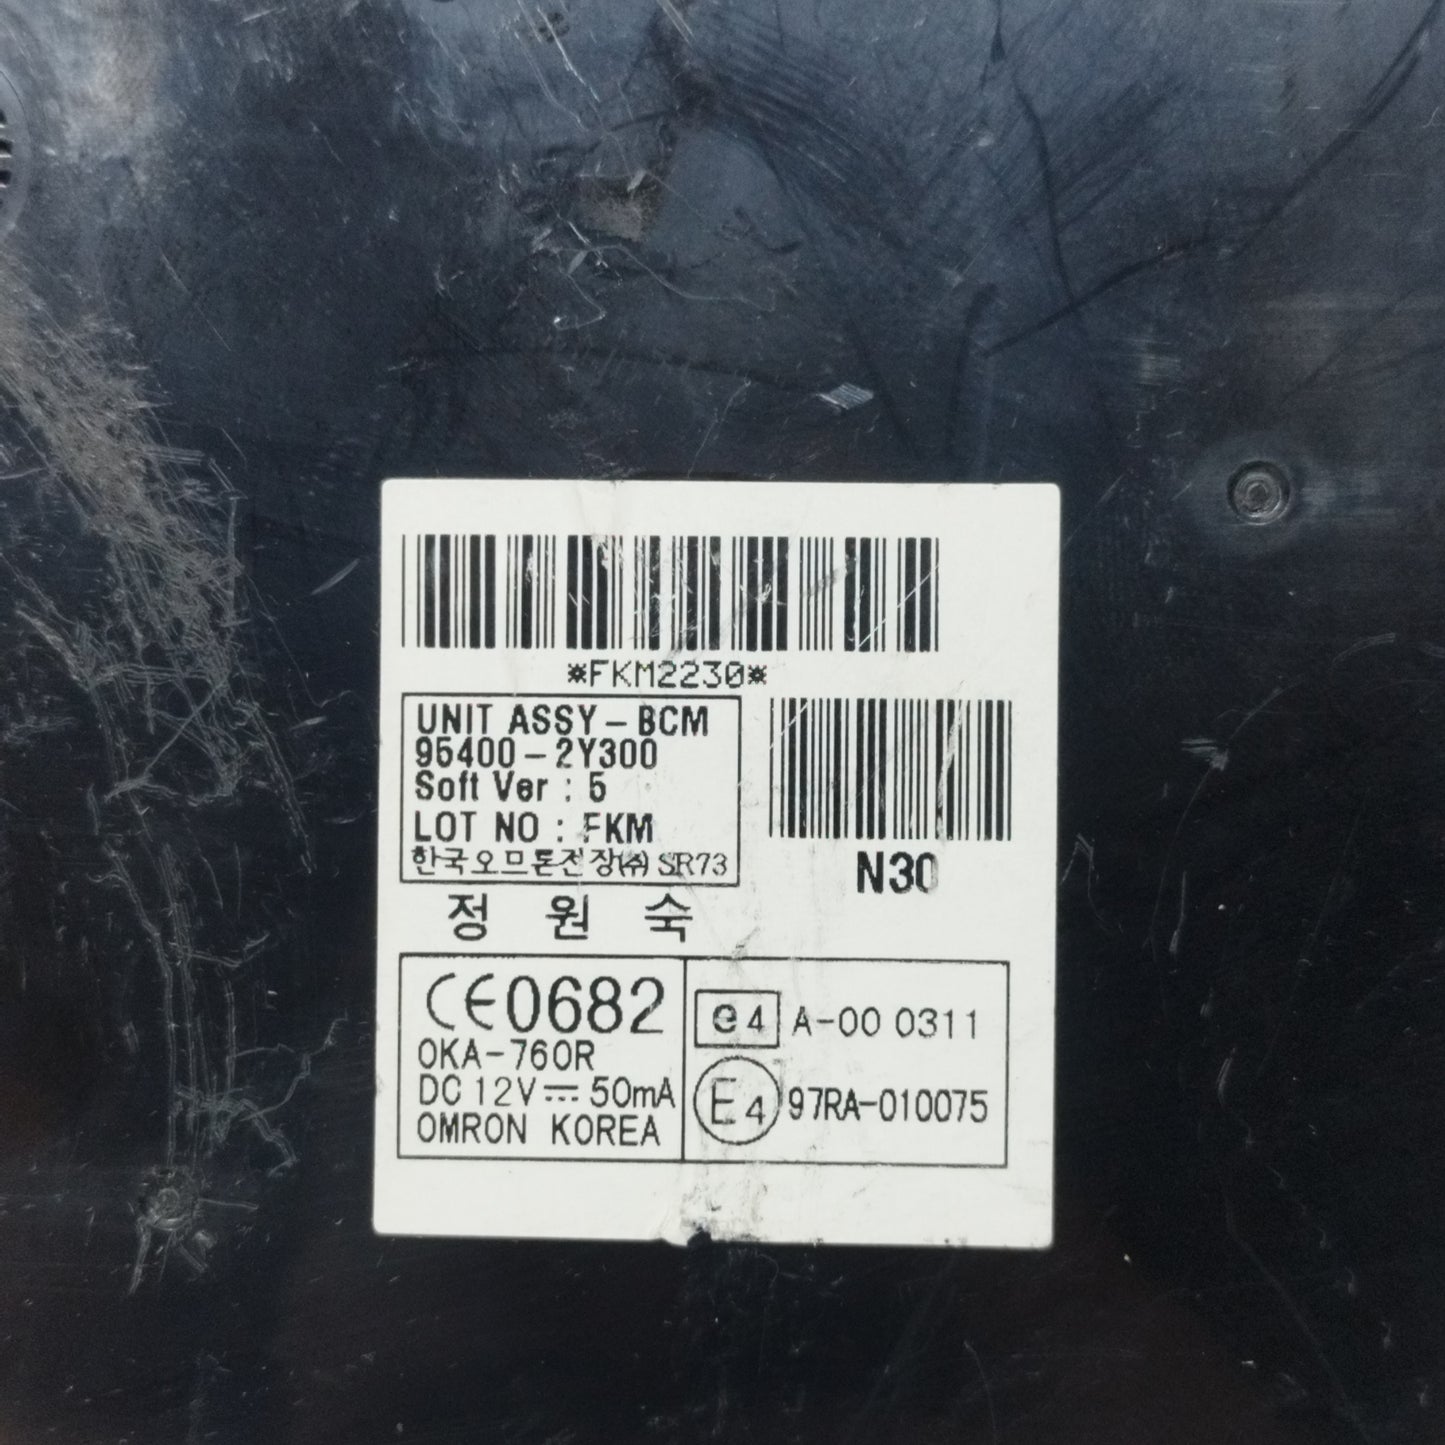 *FKM2230*
UNIT ASSY-BCM
95400-2Y300
Soft Ver : 5
LOT NO : FKM
한국오므론전장(주) SR73
N30
정 원 숙
CE0682
OKA-760R
DC 12V⎓ 50mA
OMRON KOREA
e4 A-00 0311
E4 97RA-010075